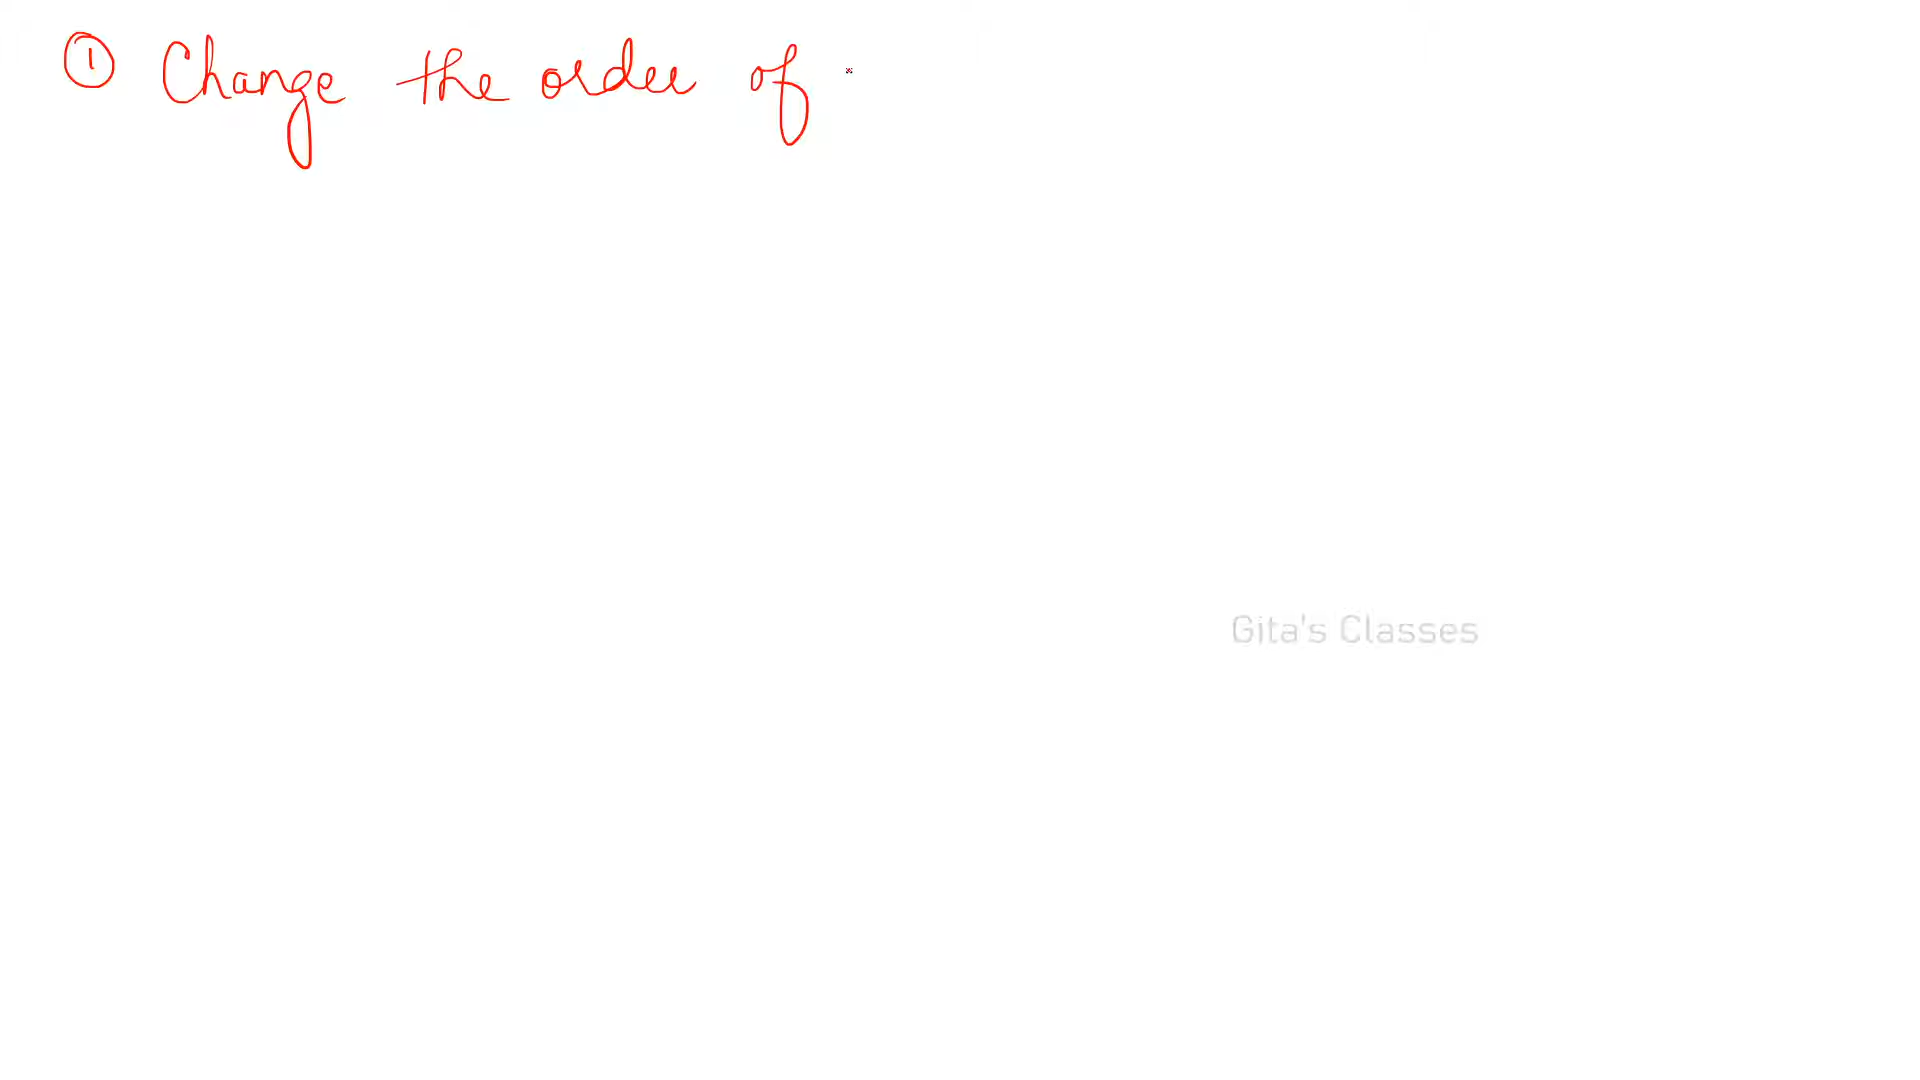 ① Change the order of
Gita's Classes